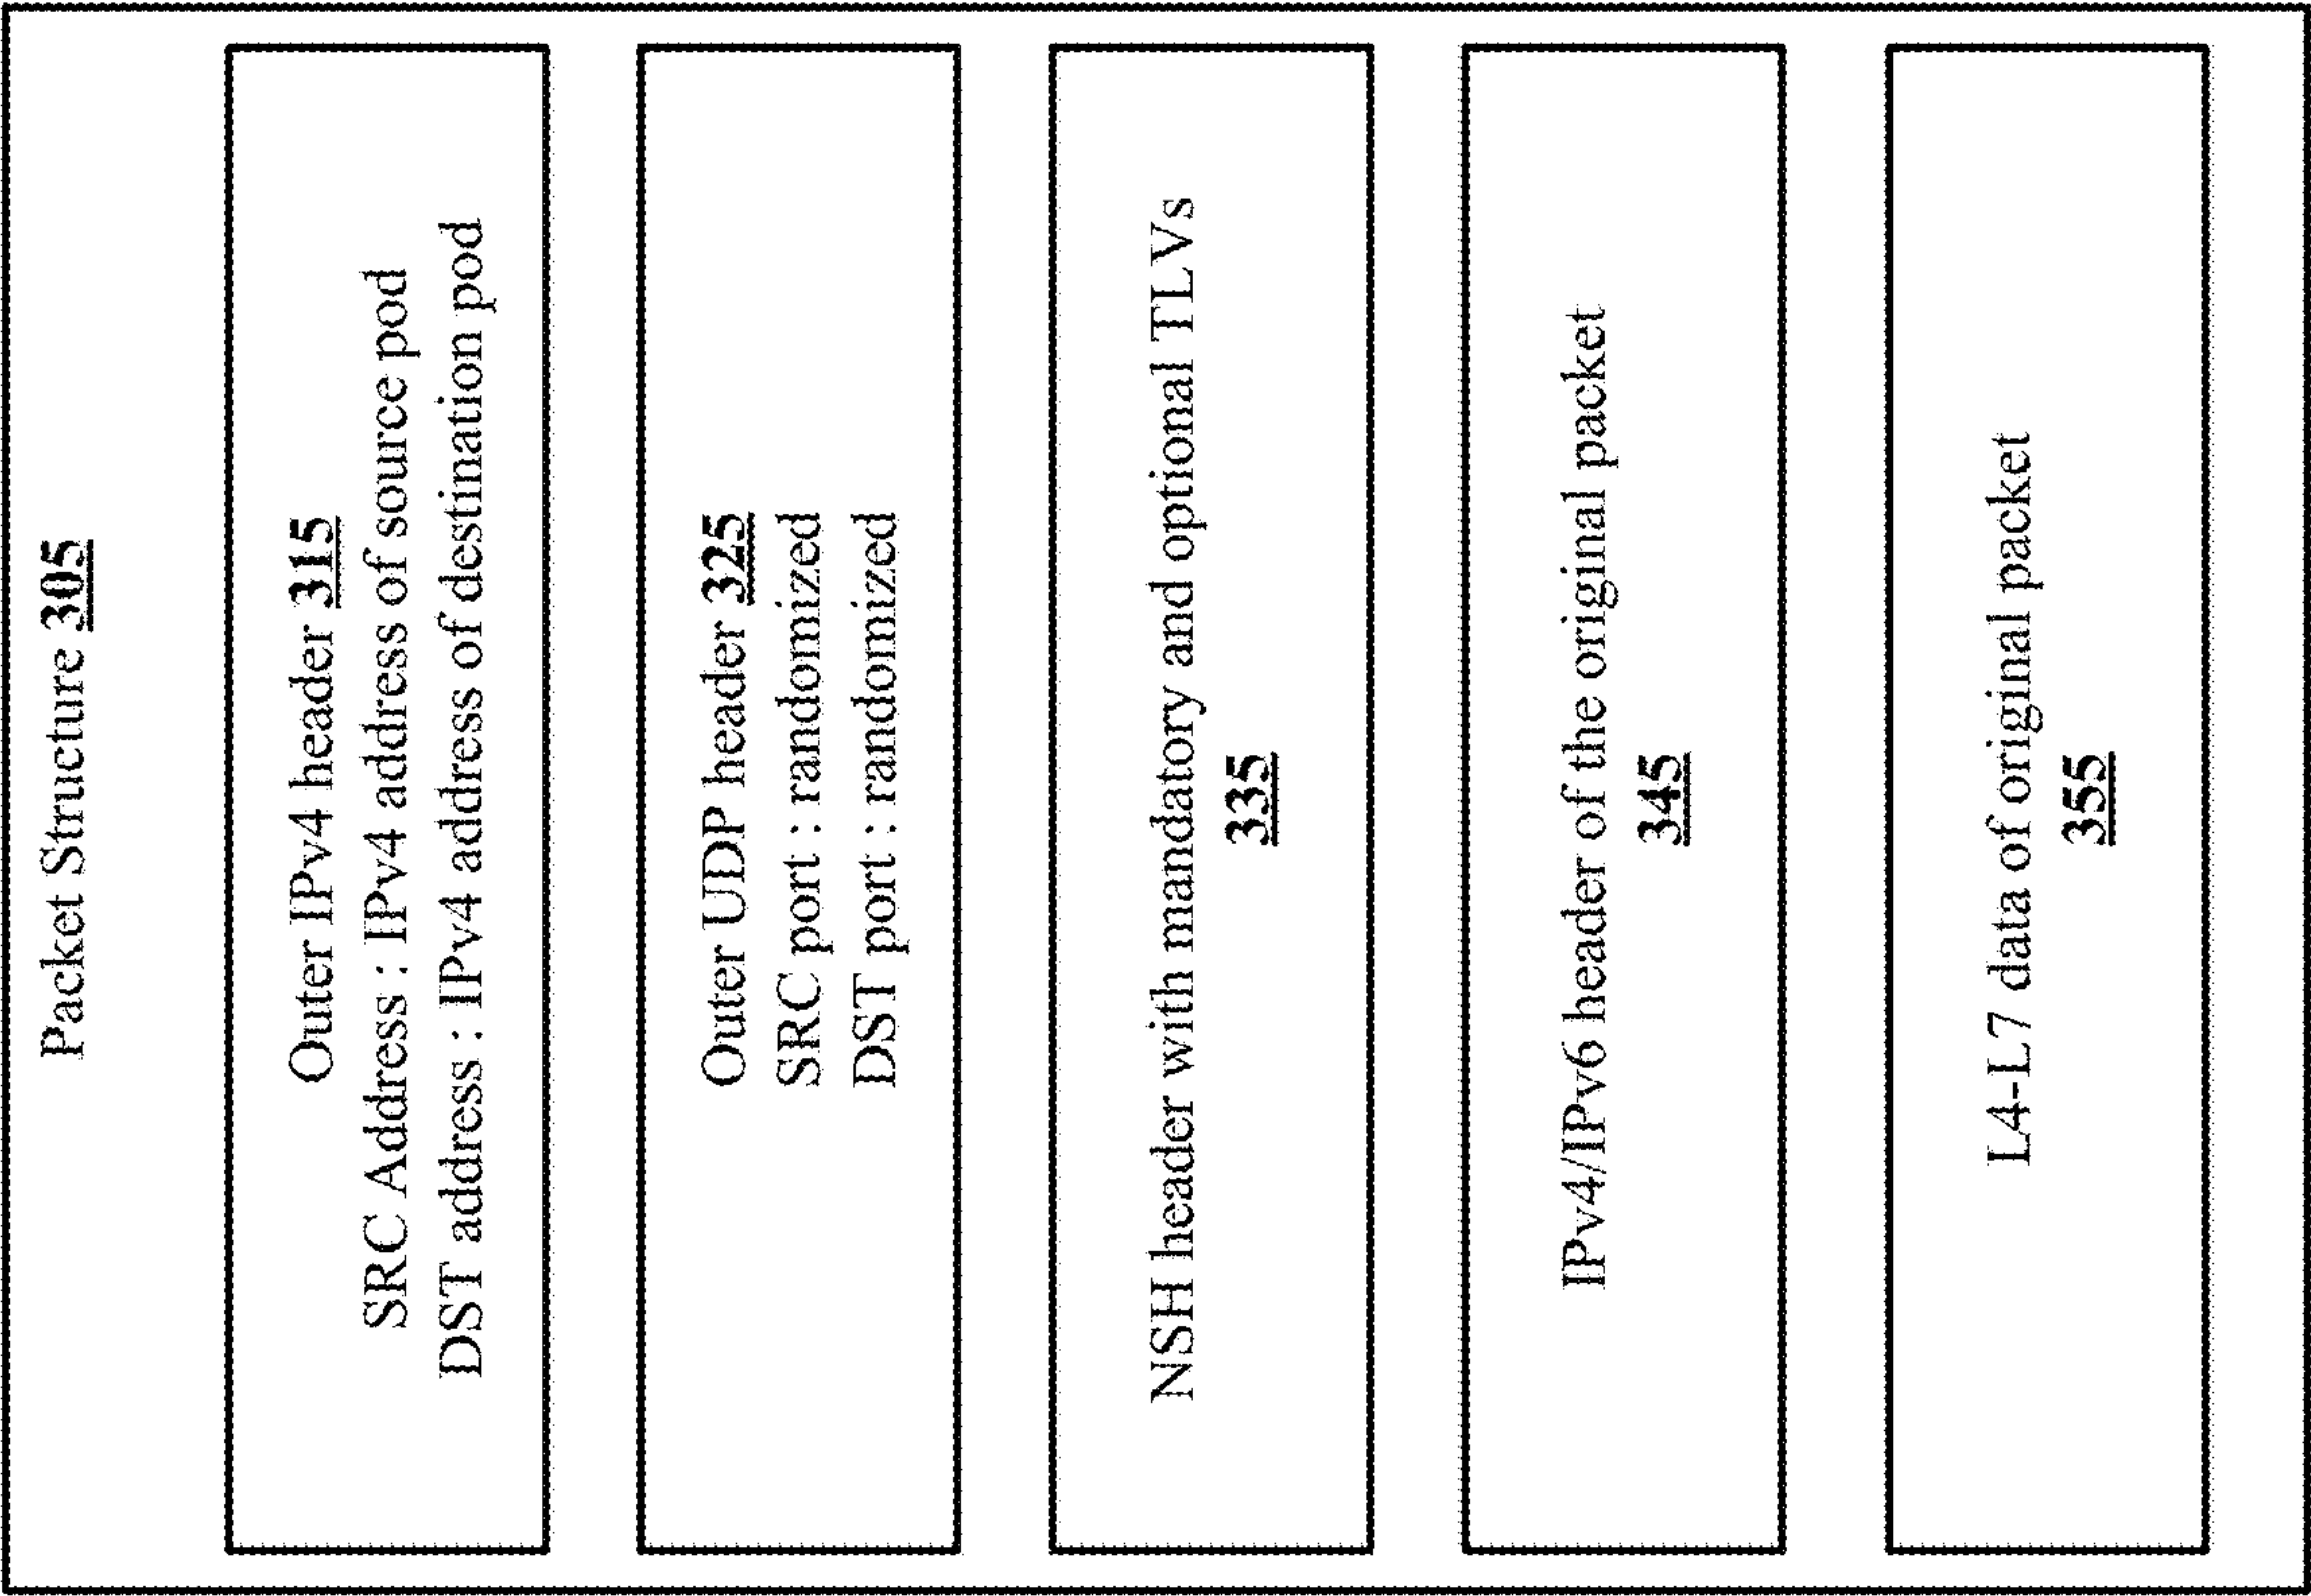 Packet Structure 305
Outer IPv4 header 315
SRC Address : IPv4 address of source pod
DST address : IPv4 address of destination pod
Outer UDP header 325
SRC port : randomized
DST port : randomized
NSH header with mandatory and optional TLVs
335
IPv4/IPv6 header of the original packet
345
L4-L7 data of original packet
355